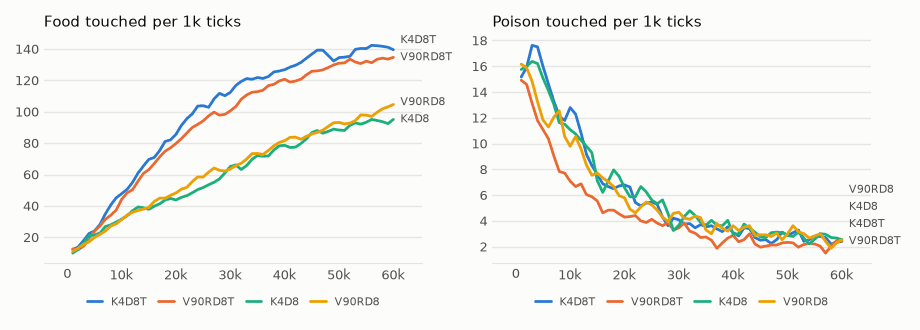 Food touched per 1k ticks
140
120
100
80
60
40
20
0 10k 20k 30k 40k 50k 60k
K4D8T
V90RD8T
V90RD8
K4D8
K4D8T V90RD8T K4D8 V90RD8
Poison touched per 1k ticks
18
16
14
12
10
8
6
4
2
0 10k 20k 30k 40k 50k 60k
V90RD8
K4D8
K4D8T
V90RD8T
K4D8T V90RD8T K4D8 V90RD8